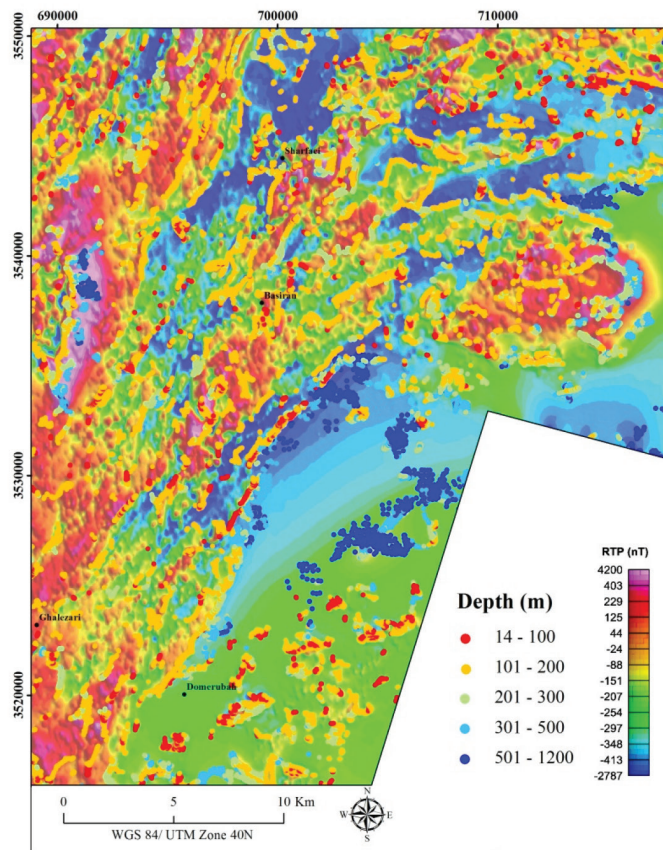 690000 700000 710000
3550000
3540000
3530000
3520000
Sharfaei
Basiran
Ghalezari
Domeruban
RTP (nT)
4200
403
229
125
44
-24
-88
-151
-207
-254
-297
-348
-413
-2787
Depth (m)
14 - 100
101 - 200
201 - 300
301 - 500
501 - 1200
0 5 10 Km
WGS 84/ UTM Zone 40N
N
W E
S